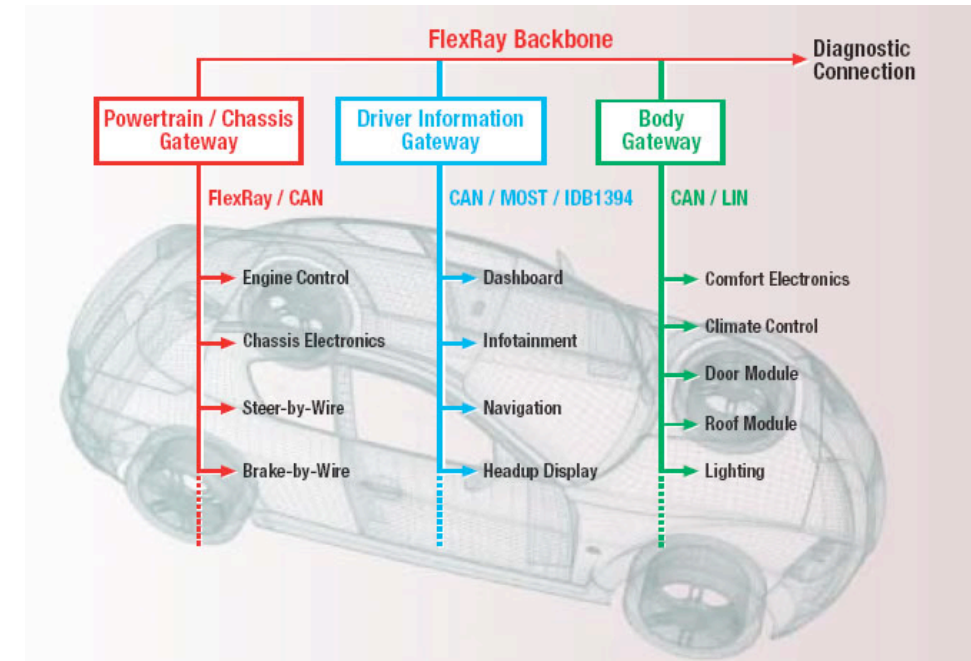 FlexRay Backbone
Diagnostic
Connection
Powertrain / Chassis
Gateway
Driver Information
Gateway
Body
Gateway
FlexRay / CAN
CAN / MOST / IDB1394
CAN / LIN
Engine Control
Chassis Electronics
Steer-by-Wire
Brake-by-Wire
Dashboard
Infotainment
Navigation
Headup Display
Comfort Electronics
Climate Control
Door Module
Roof Module
Lighting